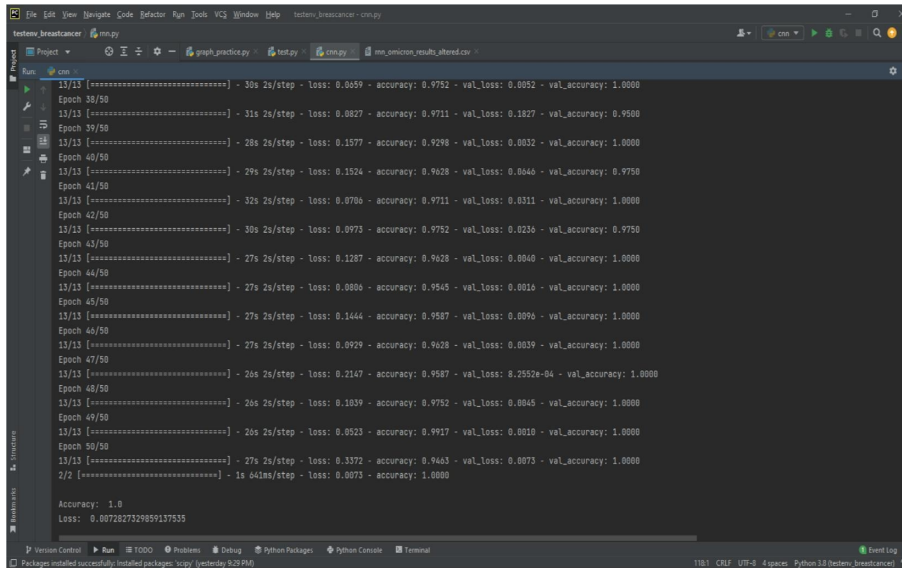 File Edit View Navigate Code Refactor Run Tools VCS Window Help testenv_breastcancer - cnn.py
testenv_breastcancer rnn.py cnn
Project graph_practice.py test.py cnn.py rnn_omicron_results_altered.csv
Run: cnn
13/13 [==============================] - 30s 2s/step - loss: 0.0659 - accuracy: 0.9752 - val_loss: 0.0052 - val_accuracy: 1.0000
Epoch 38/50
13/13 [==============================] - 31s 2s/step - loss: 0.0827 - accuracy: 0.9711 - val_loss: 0.1827 - val_accuracy: 0.9500
Epoch 39/50
13/13 [==============================] - 28s 2s/step - loss: 0.1577 - accuracy: 0.9298 - val_loss: 0.0032 - val_accuracy: 1.0000
Epoch 40/50
13/13 [==============================] - 29s 2s/step - loss: 0.1524 - accuracy: 0.9628 - val_loss: 0.0646 - val_accuracy: 0.9750
Epoch 41/50
13/13 [==============================] - 32s 2s/step - loss: 0.0706 - accuracy: 0.9711 - val_loss: 0.0311 - val_accuracy: 1.0000
Epoch 42/50
13/13 [==============================] - 30s 2s/step - loss: 0.0973 - accuracy: 0.9752 - val_loss: 0.0236 - val_accuracy: 0.9750
Epoch 43/50
13/13 [==============================] - 27s 2s/step - loss: 0.1287 - accuracy: 0.9628 - val_loss: 0.0040 - val_accuracy: 1.0000
Epoch 44/50
13/13 [==============================] - 27s 2s/step - loss: 0.0806 - accuracy: 0.9545 - val_loss: 0.0016 - val_accuracy: 1.0000
Epoch 45/50
13/13 [==============================] - 27s 2s/step - loss: 0.1444 - accuracy: 0.9587 - val_loss: 0.0096 - val_accuracy: 1.0000
Epoch 46/50
13/13 [==============================] - 27s 2s/step - loss: 0.0929 - accuracy: 0.9628 - val_loss: 0.0039 - val_accuracy: 1.0000
Epoch 47/50
13/13 [==============================] - 26s 2s/step - loss: 0.2147 - accuracy: 0.9587 - val_loss: 8.2552e-04 - val_accuracy: 1.0000
Epoch 48/50
13/13 [==============================] - 26s 2s/step - loss: 0.1039 - accuracy: 0.9752 - val_loss: 0.0045 - val_accuracy: 1.0000
Epoch 49/50
13/13 [==============================] - 26s 2s/step - loss: 0.0523 - accuracy: 0.9917 - val_loss: 0.0010 - val_accuracy: 1.0000
Epoch 50/50
13/13 [==============================] - 27s 2s/step - loss: 0.3372 - accuracy: 0.9463 - val_loss: 0.0073 - val_accuracy: 1.0000
2/2 [==============================] - 1s 641ms/step - loss: 0.0073 - accuracy: 1.0000
Accuracy: 1.0
Loss: 0.0072827329859137535
Structure
Bookmarks
Version Control Run TODO Problems Debug Python Packages Python Console Terminal Event Log
Packages installed successfully: Installed packages: 'scipy' (yesterday 9:29 PM) 118:1 CRLF UTF-8 4 spaces Python 3.8 (testenv_breastcancer)